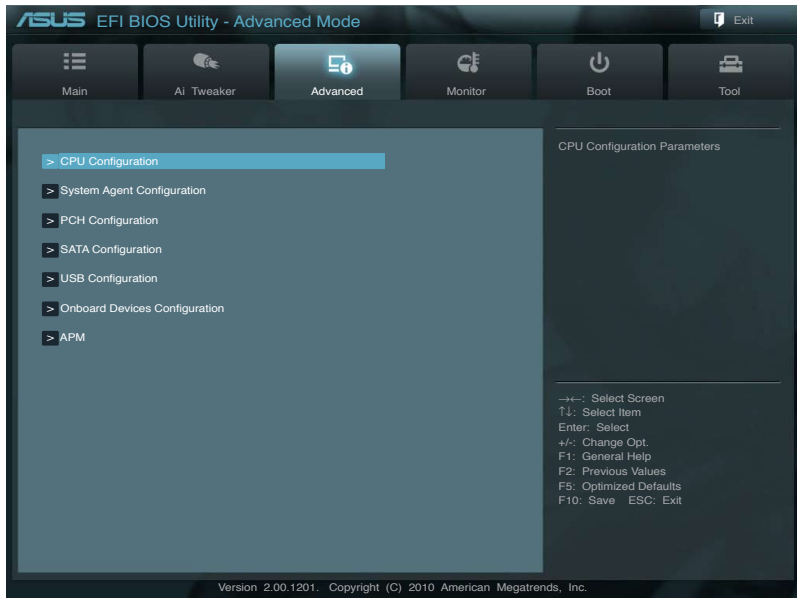 ASUS EFI BIOS Utility - Advanced Mode
Exit
Main
Ai Tweaker
Advanced
Monitor
Boot
Tool
> CPU Configuration
> System Agent Configuration
> PCH Configuration
> SATA Configuration
> USB Configuration
> Onboard Devices Configuration
> APM
CPU Configuration Parameters
→←: Select Screen
↑↓: Select Item
Enter: Select
+/-: Change Opt.
F1: General Help
F2: Previous Values
F5: Optimized Defaults
F10: Save ESC: Exit
Version 2.00.1201. Copyright (C) 2010 American Megatrends, Inc.